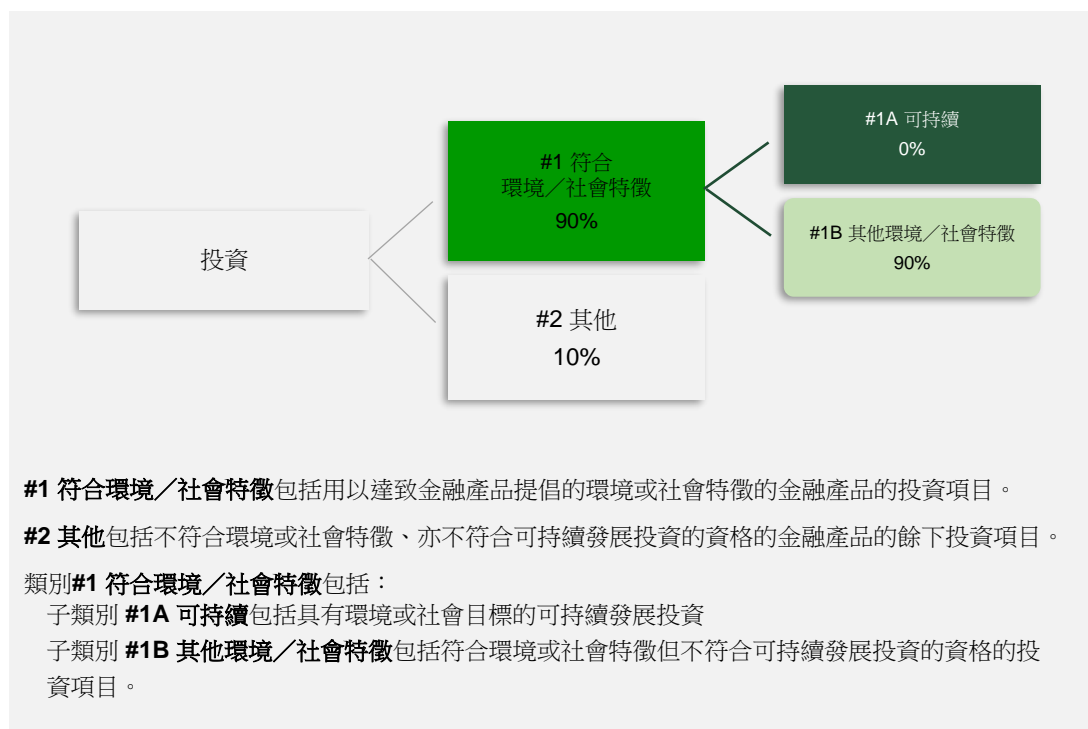 投資
#1 符合
環境／社會特徵
90%
#2 其他
10%
#1A 可持續
0%
#1B 其他環境／社會特徵
90%
#1 符合環境／社會特徵包括用以達致金融產品提倡的環境或社會特徵的金融產品的投資項目。
#2 其他包括不符合環境或社會特徵、亦不符合可持續發展投資的資格的金融產品的餘下投資項目。
類別#1 符合環境／社會特徵包括：
子類別 #1A 可持續包括具有環境或社會目標的可持續發展投資
子類別 #1B 其他環境／社會特徵包括符合環境或社會特徵但不符合可持續發展投資的資格的投
資項目。